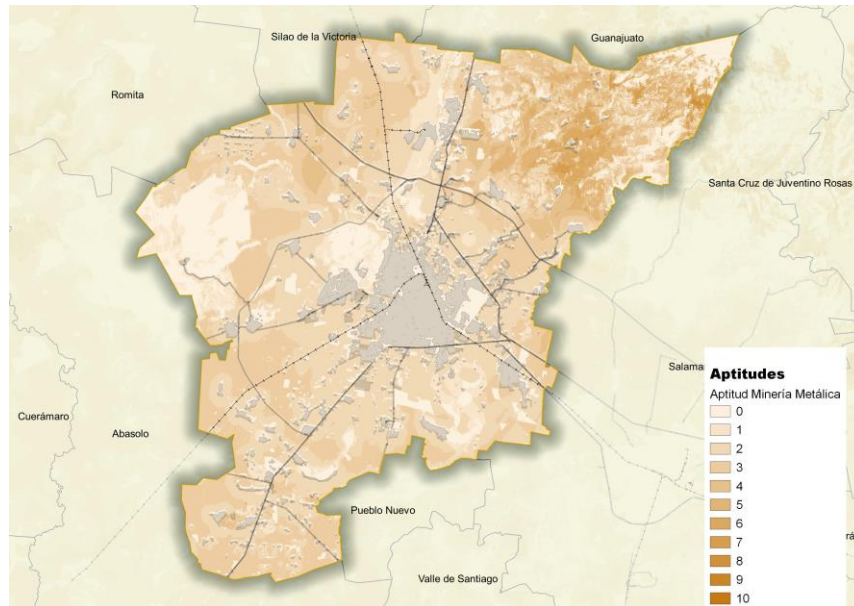 Silao de la Victoria
Guanajuato
Romita
Santa Cruz de Juventino Rosas
Cuerámaro
Abasolo
Pueblo Nuevo
Valle de Santiago
Aptitudes
Aptitud Minería Metálica
0
1
2
3
4
5
6
7
8
9
10